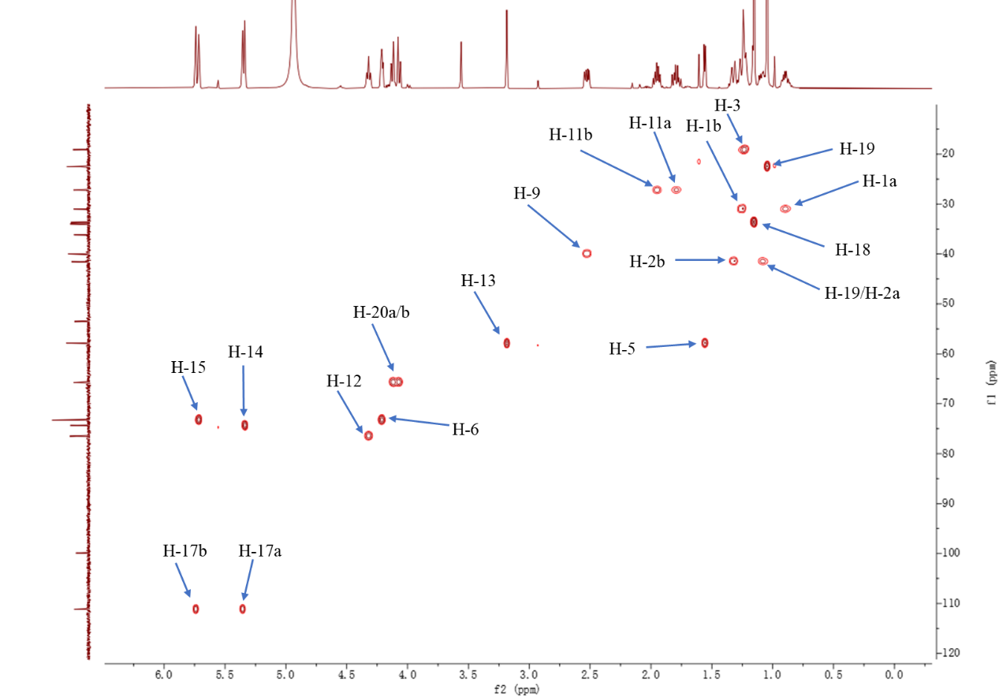 H-3
H-11a
H-1b
H-11b
H-19
H-1a
H-9
H-18
H-2b
H-19/H-2a
H-13
H-20a/b
H-5
H-14
H-15
H-12
H-6
H-17b
H-17a
20
30
40
50
60
70
80
90
100
110
120
f1 (ppm)
6.0 5.5 5.0 4.5 4.0 3.5 3.0 2.5 2.0 1.5 1.0 0.5 0.0
f2 (ppm)